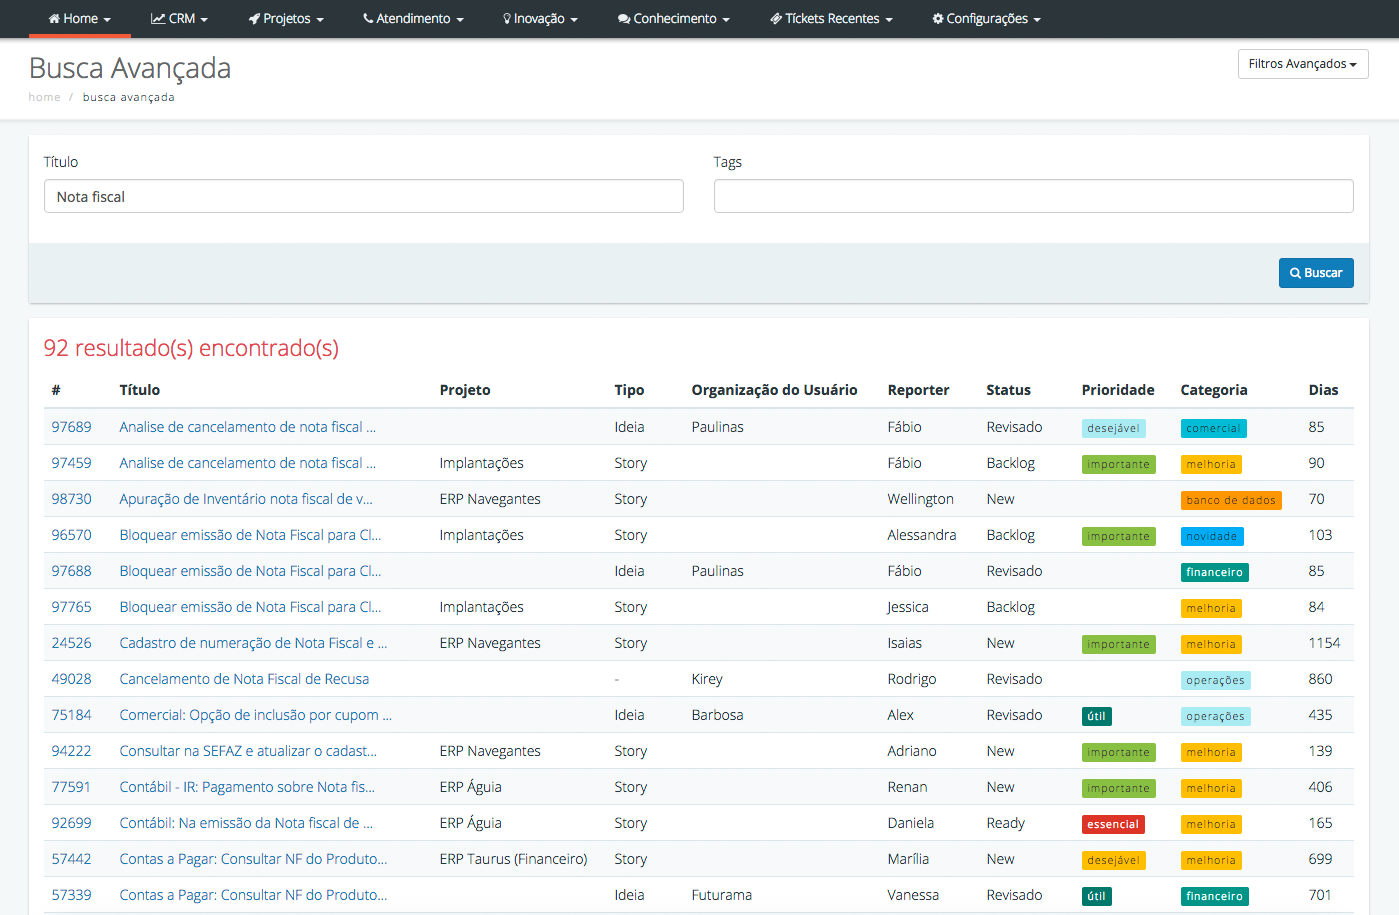 Home CRM Projetos Atendimento Inovação Conhecimento Tíckets Recentes Configurações
Busca Avançada
Filtros Avançados
home / busca avançada
Título Tags
Nota fiscal
Buscar
92 resultado(s) encontrado(s)
# Título Projeto Tipo Organização do Usuário Reporter Status Prioridade Categoria Dias
97689 Analise de cancelamento de nota fiscal ... Ideia Paulinas Fábio Revisado desejável comercial 85
97459 Analise de cancelamento de nota fiscal ... Implantações Story Fábio Backlog importante melhoria 90
98730 Apuração de Inventário nota fiscal de v... ERP Navegantes Story Wellington New banco de dados 70
96570 Bloquear emissão de Nota Fiscal para Cl... Implantações Story Alessandra Backlog importante novidade 103
97688 Bloquear emissão de Nota Fiscal para Cl... Ideia Paulinas Fábio Revisado financeiro 85
97765 Bloquear emissão de Nota Fiscal para Cl... Implantações Story Jessica Backlog melhoria 84
24526 Cadastro de numeração de Nota Fiscal e ... ERP Navegantes Story Isaias New importante melhoria 1154
49028 Cancelamento de Nota Fiscal de Recusa - Kirey Rodrigo Revisado operações 860
75184 Comercial: Opção de inclusão por cupom ... Ideia Barbosa Alex Revisado útil operações 435
94222 Consultar na SEFAZ e atualizar o cadast... ERP Navegantes Story Adriano New importante melhoria 139
77591 Contábil - IR: Pagamento sobre Nota fis... ERP Águia Story Renan New importante melhoria 406
92699 Contábil: Na emissão da Nota fiscal de ... ERP Águia Story Daniela Ready essencial melhoria 165
57442 Contas a Pagar: Consultar NF do Produto... ERP Taurus (Financeiro) Story Marília New desejável melhoria 699
57339 Contas a Pagar: Consultar NF do Produto... Ideia Futurama Vanessa Revisado útil financeiro 701